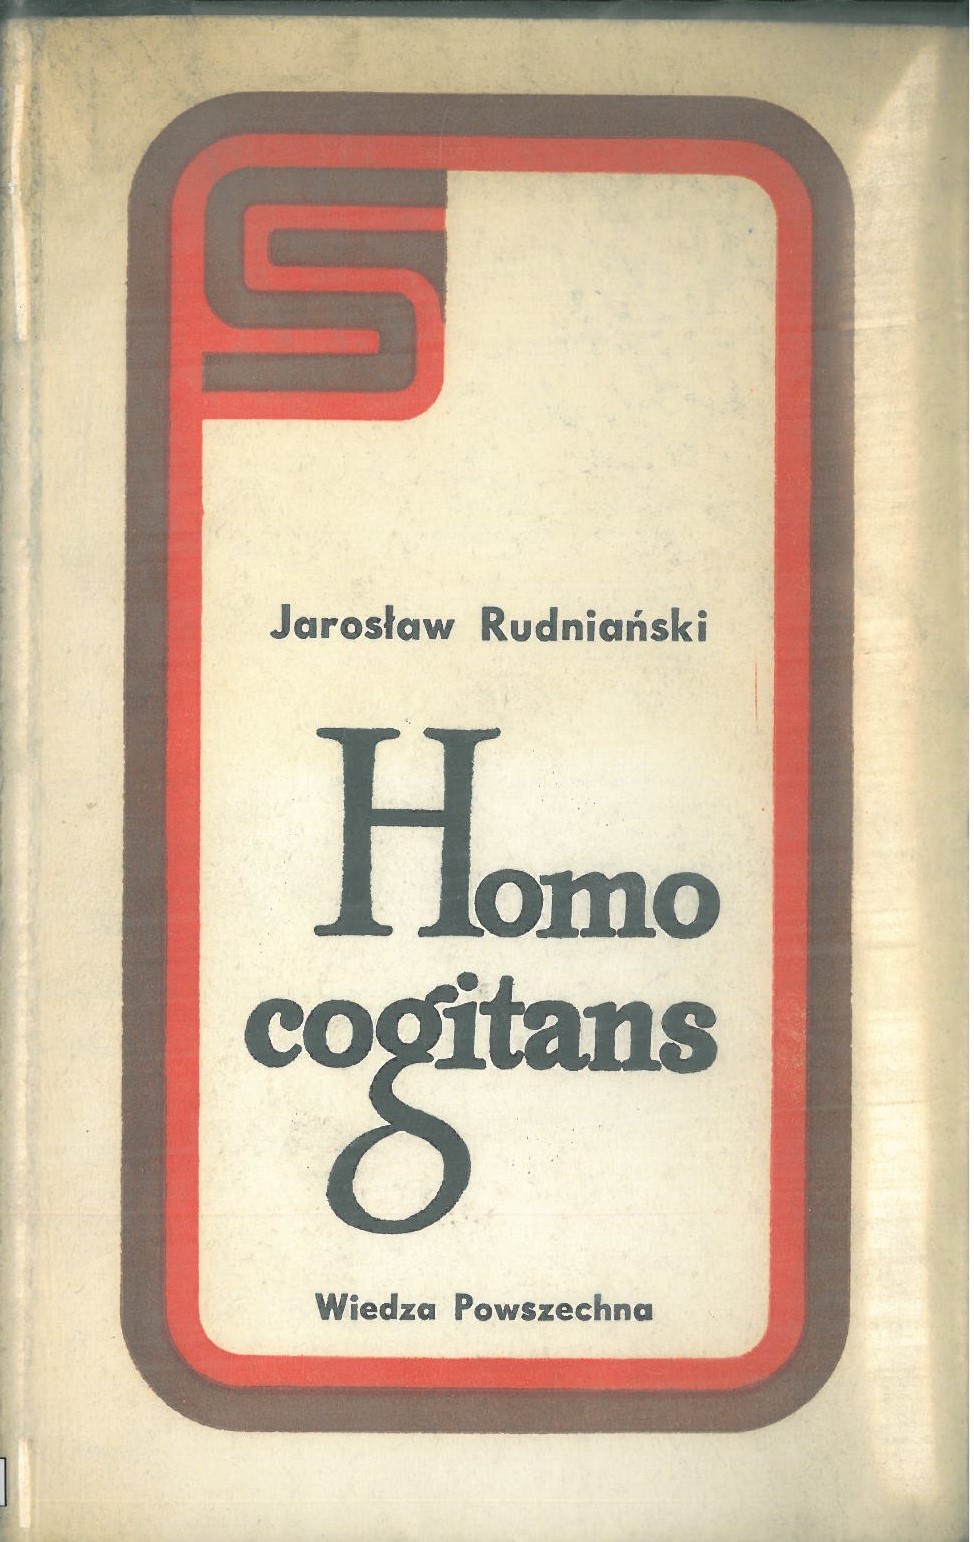 Jarosław Rudniański
Homo
cogitans
Wiedza Powszechna